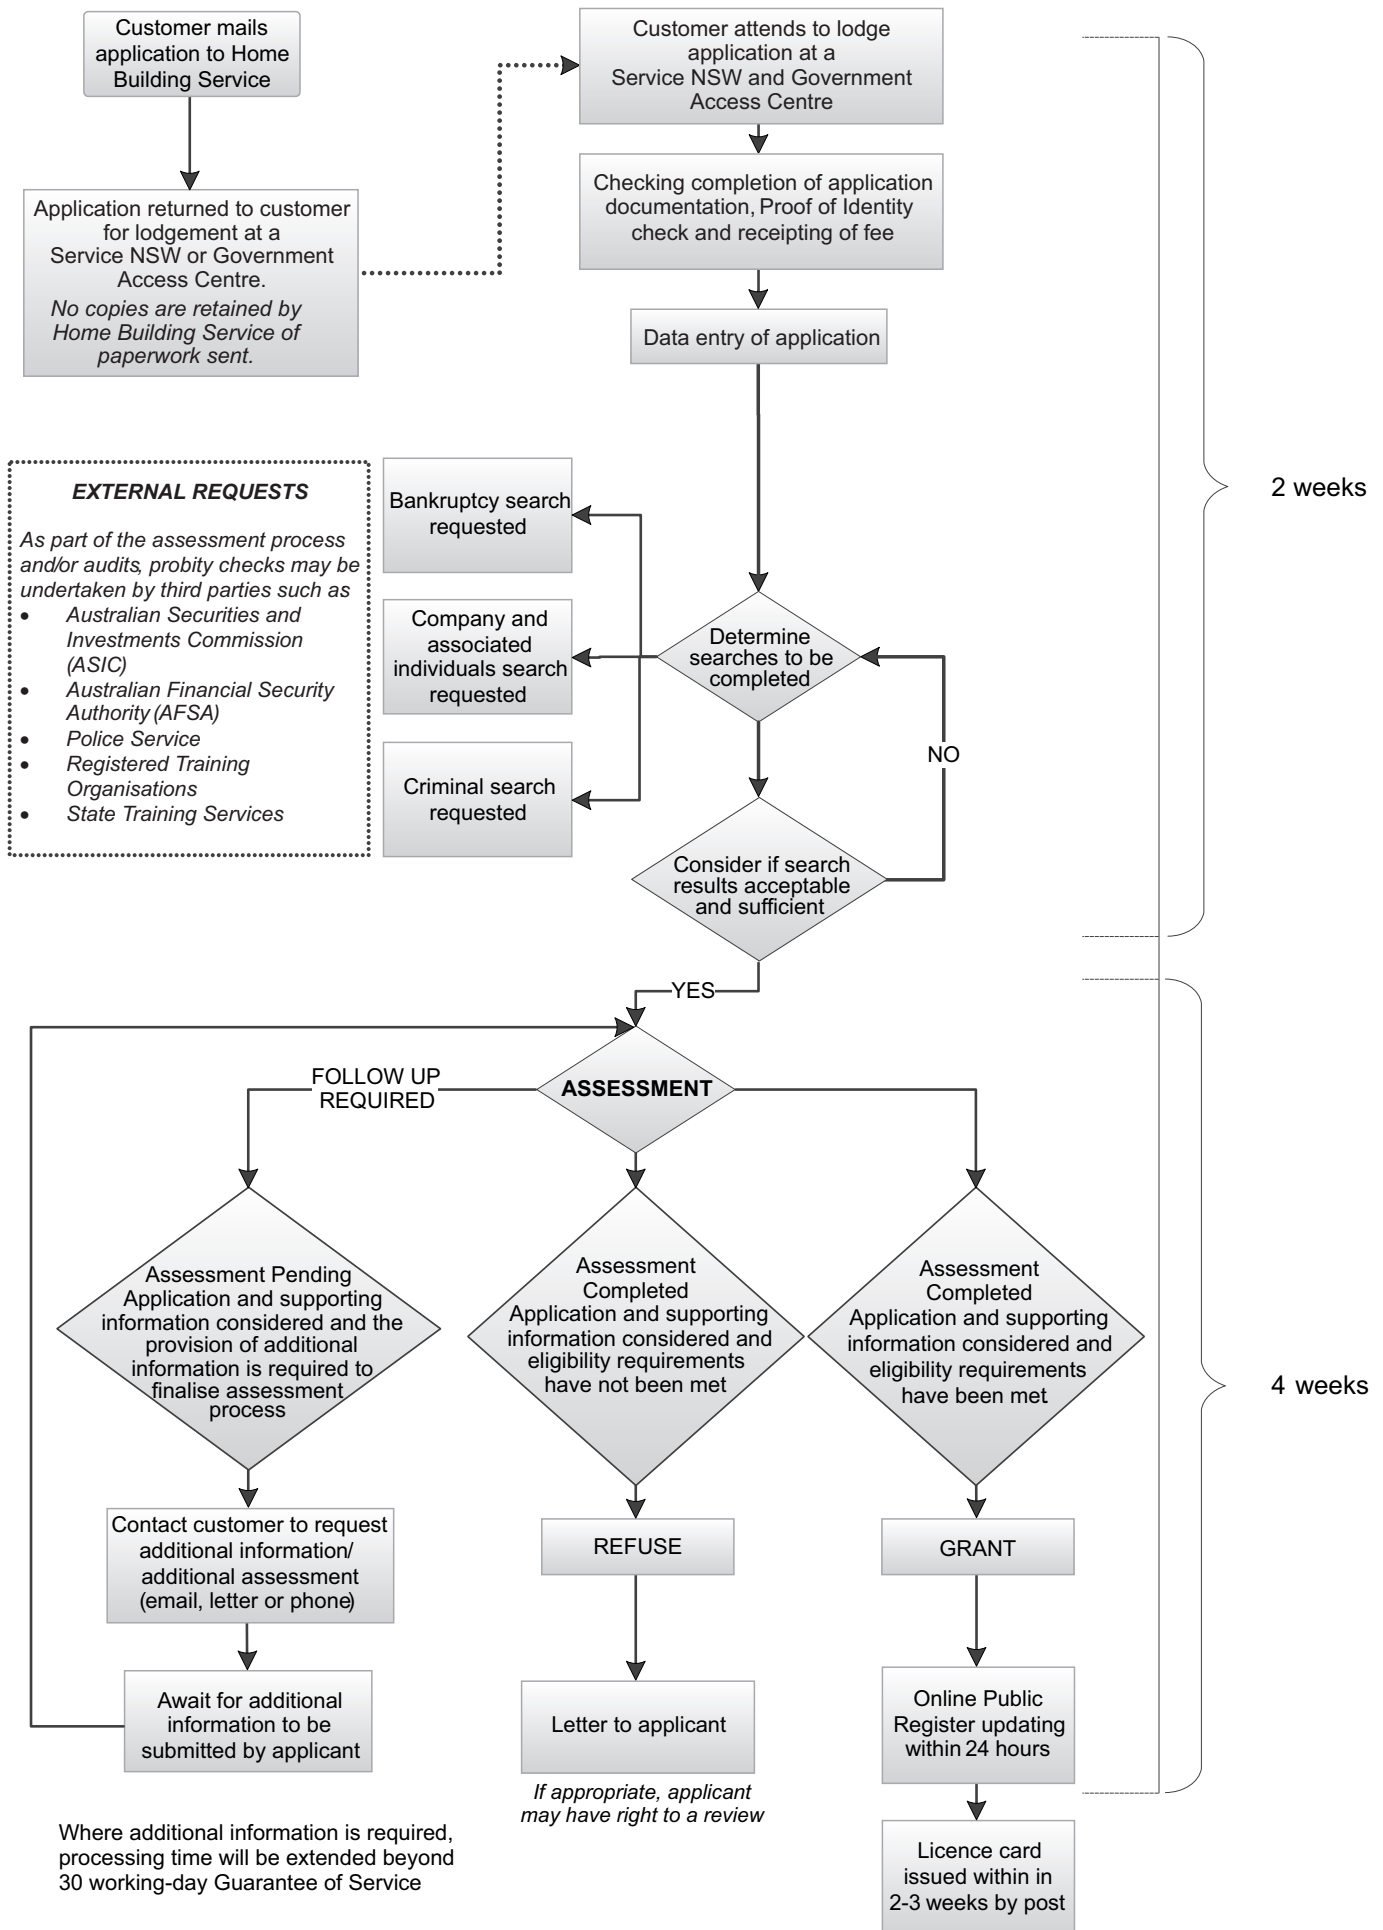 Customer mails
application to Home
Building Service
Customer attends to lodge
application at a
Service NSW and Government
Access Centre
Application returned to customer
for lodgement at a
Service NSW or Government
Access Centre.
No copies are retained by
Home Building Service of
paperwork sent.
Checking completion of application
documentation, Proof of Identity
check and receipting of fee
Data entry of application
2 weeks
EXTERNAL REQUESTS
As part of the assessment process
and/or audits, probity checks may be
undertaken by third parties such as
• Australian Securities and
Investments Commission
(ASIC)
• Australian Financial Security
Authority (AFSA)
• Police Service
• Registered Training
Organisations
• State Training Services
Bankruptcy search
requested
Company and
associated
individuals search
requested
Criminal search
requested
Determine
searches to be
completed
NO
Consider if search
results acceptable
and sufficient
YES
ASSESSMENT
FOLLOW UP
REQUIRED
Assessment Pending
Application and supporting
information considered and the
provision of additional
information is required to
finalise assessment
process
Assessment
Completed
Application and supporting
information considered and
eligibility requirements
have not been met
Assessment
Completed
Application and supporting
information considered and
eligibility requirements
have been met
4 weeks
Contact customer to request
additional information/
additional assessment
(email, letter or phone)
REFUSE
GRANT
Await for additional
information to be
submitted by applicant
Letter to applicant
If appropriate, applicant
may have right to a review
Online Public
Register updating
within 24 hours
Where additional information is required,
processing time will be extended beyond
30 working-day Guarantee of Service
Licence card
issued within in
2-3 weeks by post